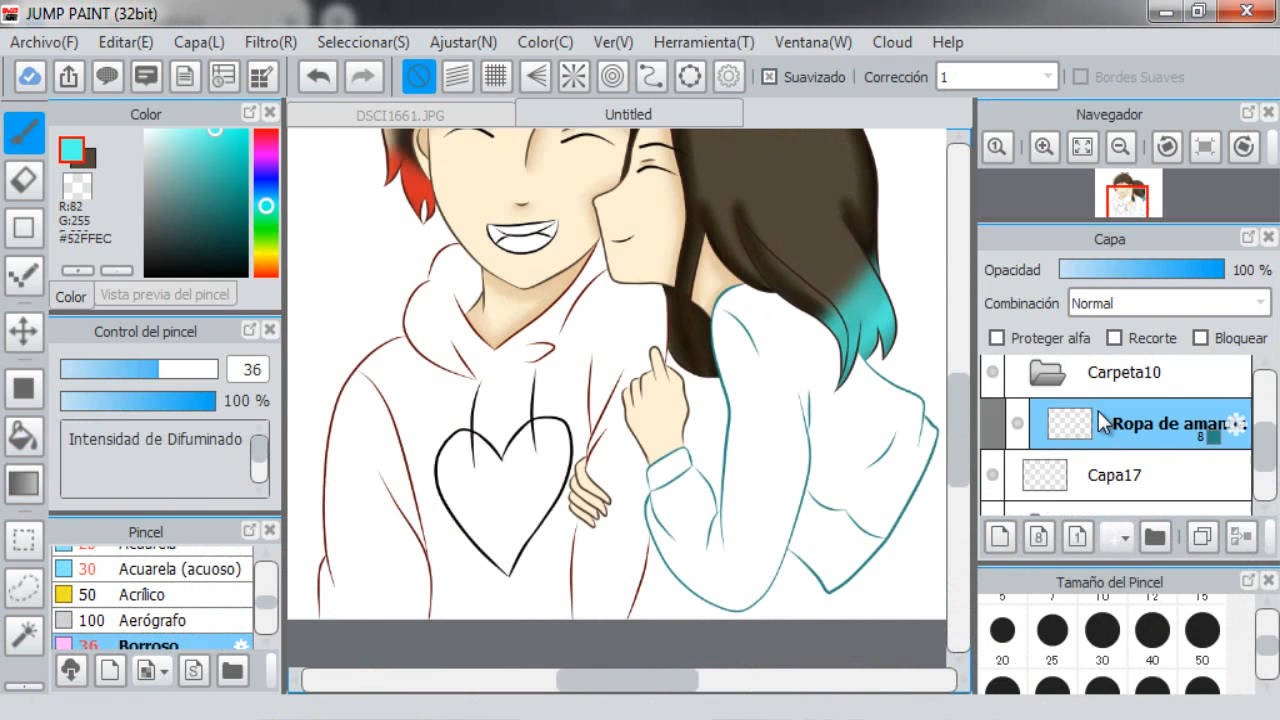 JUMP PAINT (32bit)
Archivo(F) Editar(E) Capa(L) Filtro(R) Seleccionar(S) Ajustar(N) Color(C) Ver(V) Herramienta(T) Ventana(W) Cloud Help
Suavizado Corrección 1 Bordes Suaves
Color
DSCI1661.JPG Untitled
Navegador
R:82
G:255
#52FFEC
Color Vista previa del pincel
Capa
Opacidad 100 %
Combinación Normal
Proteger alfa Recorte Bloquear
Control del pincel
36
100 %
Intensidad de Difuminado
Carpeta10
8
Ropa de
Capa17
8 1
Pincel
Acuarela
30 Acuarela (acuoso)
50 Acrílico
100 Aerógrafo
36 Borroso
S
Tamaño del Pincel
5 7 10 12 15
20 25 30 40 50